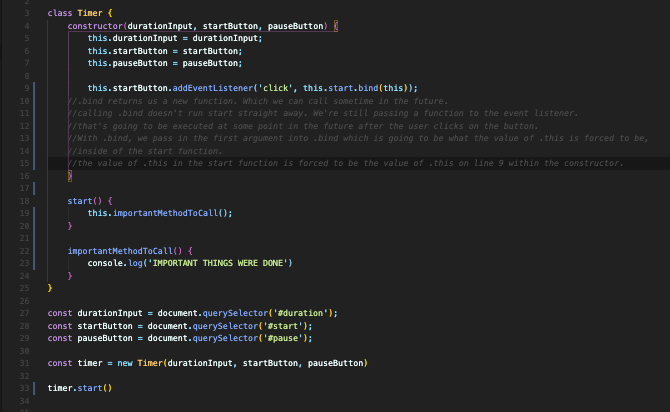 2
3 class Timer {
4 constructor(durationInput, startButton, pauseButton) {
5 this.durationInput = durationInput;
6 this.startButton = startButton;
7 this.pauseButton = pauseButton;
8
9 this.startButton.addEventListener('click', this.start.bind(this));
10 //.bind returns us a new function. Which we can call sometime in the future.
11 //calling .bind doesn't run start straight away. We're still passing a function to the event listener.
12 //that's going to be executed at some point in the future after the user clicks on the button.
13 //With .bind, we pass in the first argument into .bind which is going to be what the value of .this is forced to be,
14 //inside of the start function.
15 //the value of .this in the start function is forced to be the value of .this on line 9 within the constructor.
16 }
17
18 start() {
19 this.importantMethodToCall();
20 }
21
22 importantMethodToCall() {
23 console.log('IMPORTANT THINGS WERE DONE')
24 }
25 }
26
27 const durationInput = document.querySelector('#duration');
28 const startButton = document.querySelector('#start');
29 const pauseButton = document.querySelector('#pause');
30
31 const timer = new Timer(durationInput, startButton, pauseButton)
32
33 timer.start()
34